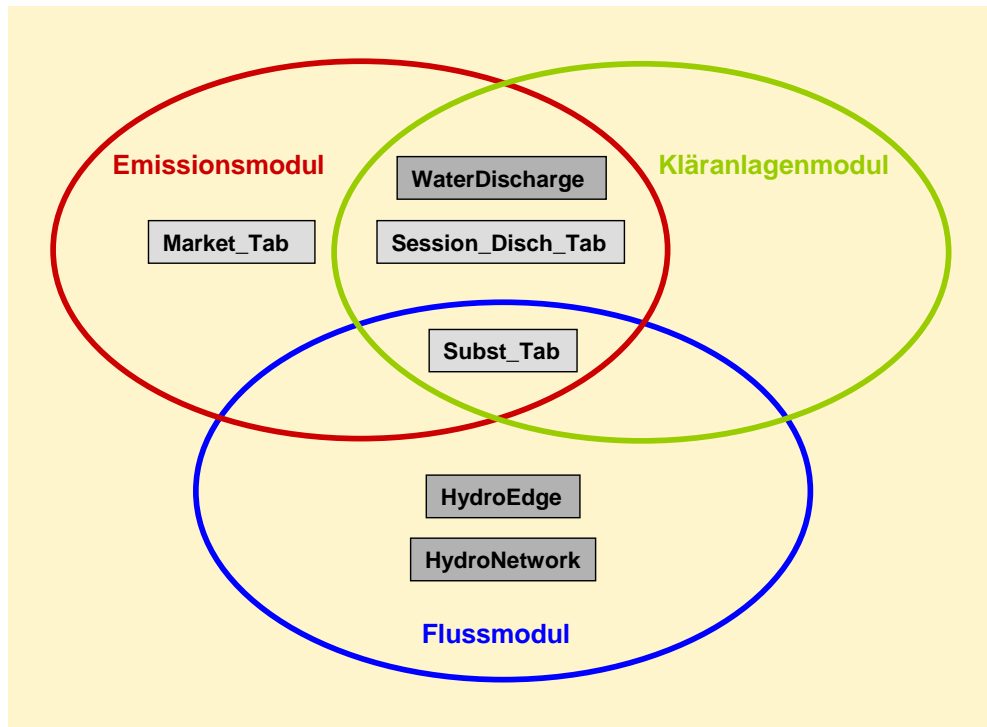 Emissionsmodul
WaterDischarge
Kläranlagenmodul
Market_Tab
Session_Disch_Tab
Subst_Tab
HydroEdge
HydroNetwork
Flussmodul